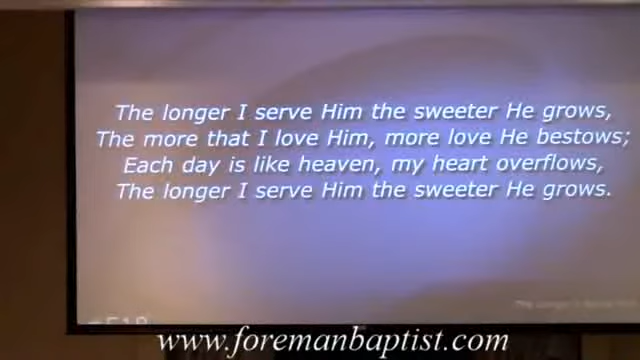 The longer I serve Him the sweeter He grows,
The more that I love Him, more love He bestows;
Each day is like heaven, my heart overflows,
The longer I serve Him the sweeter He grows.
www.foremanbaptist.com